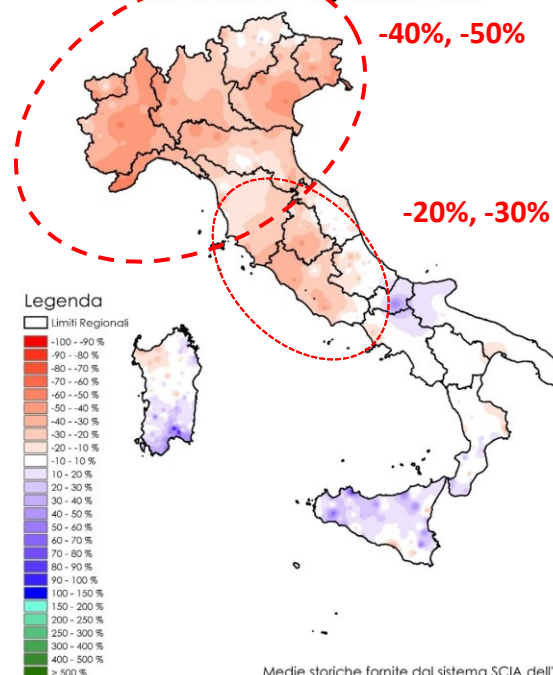 -40%, -50%
-20%, -30%
Legenda
Limiti Regionali
-100 - -90 %
-90 - -80 %
-80 - -70 %
-70 - -60 %
-60 - -50 %
-50 - -40 %
-40 - -30 %
-30 - -20 %
-20 - -10 %
-10 - 10 %
10 - 20 %
20 - 30 %
30 - 40 %
40 - 50 %
50 - 60 %
60 - 70 %
70 - 80 %
80 - 90 %
90 - 100 %
100 - 150 %
150 - 200 %
200 - 250 %
250 - 300 %
300 - 400 %
400 - 500 %
> 500 %
Medie storiche fornite dal sistema SCIA dell'